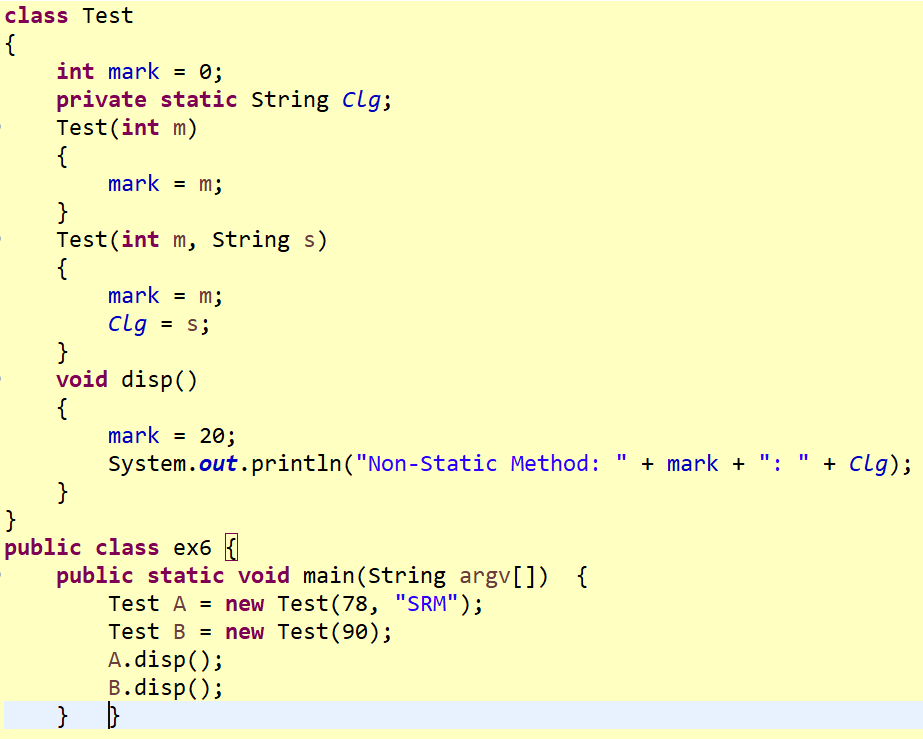 class Test
{
    int mark = 0;
    private static String Clg;
    Test(int m)
    {
        mark = m;
    }
    Test(int m, String s)
    {
        mark = m;
        Clg = s;
    }
    void disp()
    {
        mark = 20;
        System.out.println("Non-Static Method: " + mark + ": " + Clg);
    }
}
public class ex6 {
    public static void main(String argv[])  {
        Test A = new Test(78, "SRM");
        Test B = new Test(90);
        A.disp();
        B.disp();
    }   }